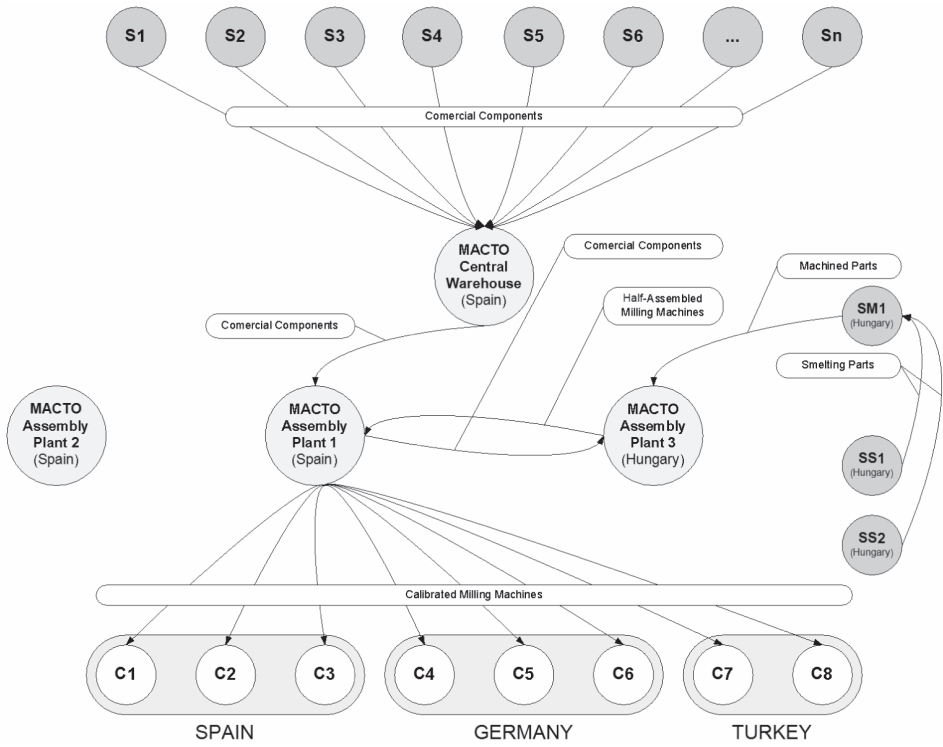 S1
S2
S3
S4
S5
S6
...
Sn
Comercial Components
MACTO
Central
Warehouse
(Spain)
Comercial Components
Half-Assembled
Milling Machines
Machined Parts
SM1
(Hungary)
Comercial Components
Smelting Parts
MACTO
Assembly
Plant 2
(Spain)
MACTO
Assembly
Plant 1
(Spain)
MACTO
Assembly
Plant 3
(Hungary)
SS1
(Hungary)
SS2
(Hungary)
Calibrated Milling Machines
C1
C2
C3
C4
C5
C6
C7
C8
SPAIN
GERMANY
TURKEY